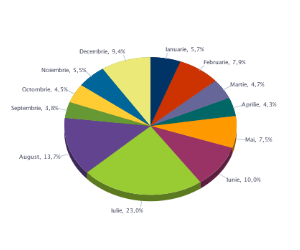 Decembrie, 9,4%
Ianuarie, 5,7%
Februarie, 7,9%
Martie, 4,7%
Aprilie, 4,3%
Mai, 7,5%
Iunie, 10,0%
Iulie, 23,0%
August, 13,7%
Septembrie, 3,8%
Octombrie, 4,5%
Noiembrie, 5,5%